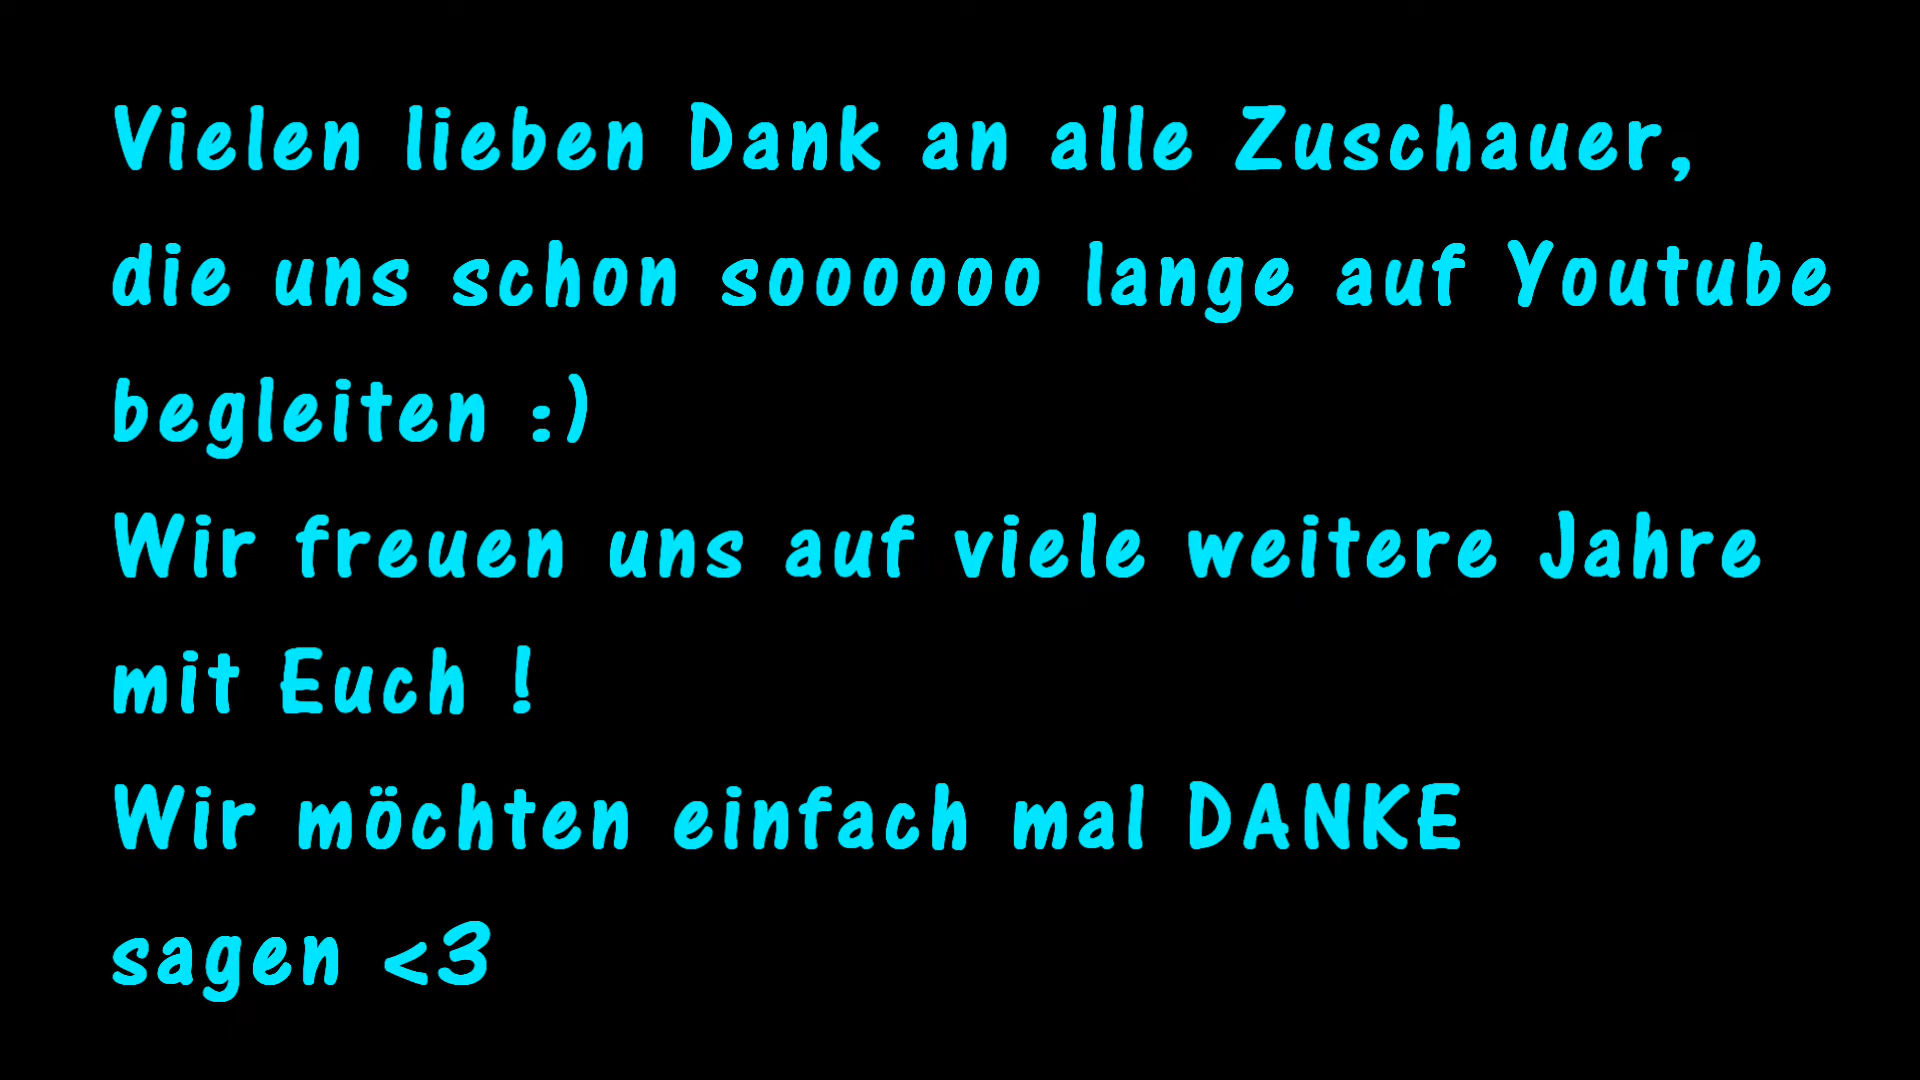 Vielen lieben Dank an alle Zuschauer,
die uns schon soooooo lange auf Youtube
begleiten :)
Wir freuen uns auf viele weitere Jahre
mit Euch !
Wir möchten einfach mal DANKE
sagen <3